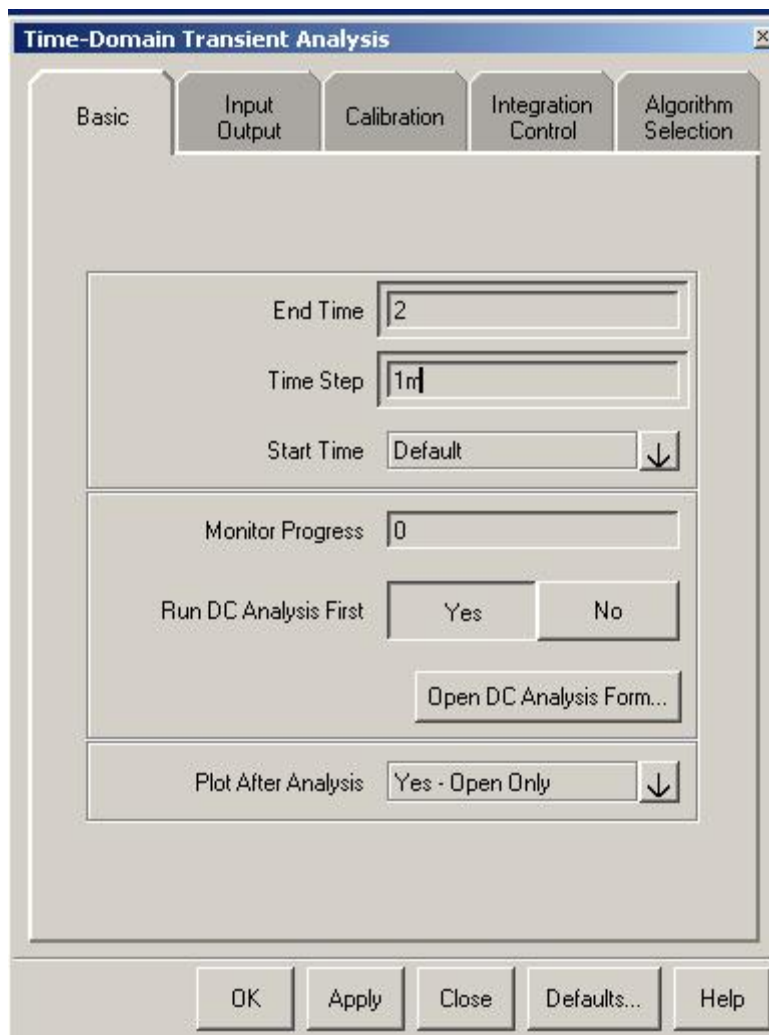 Time-Domain Transient Analysis
Basic
Input
Output
Calibration
Integration
Control
Algorithm
Selection
End Time 2
Time Step 1m
Start Time Default
Monitor Progress 0
Run DC Analysis First Yes No
Open DC Analysis Form...
Plot After Analysis Yes - Open Only
OK Apply Close Defaults... Help